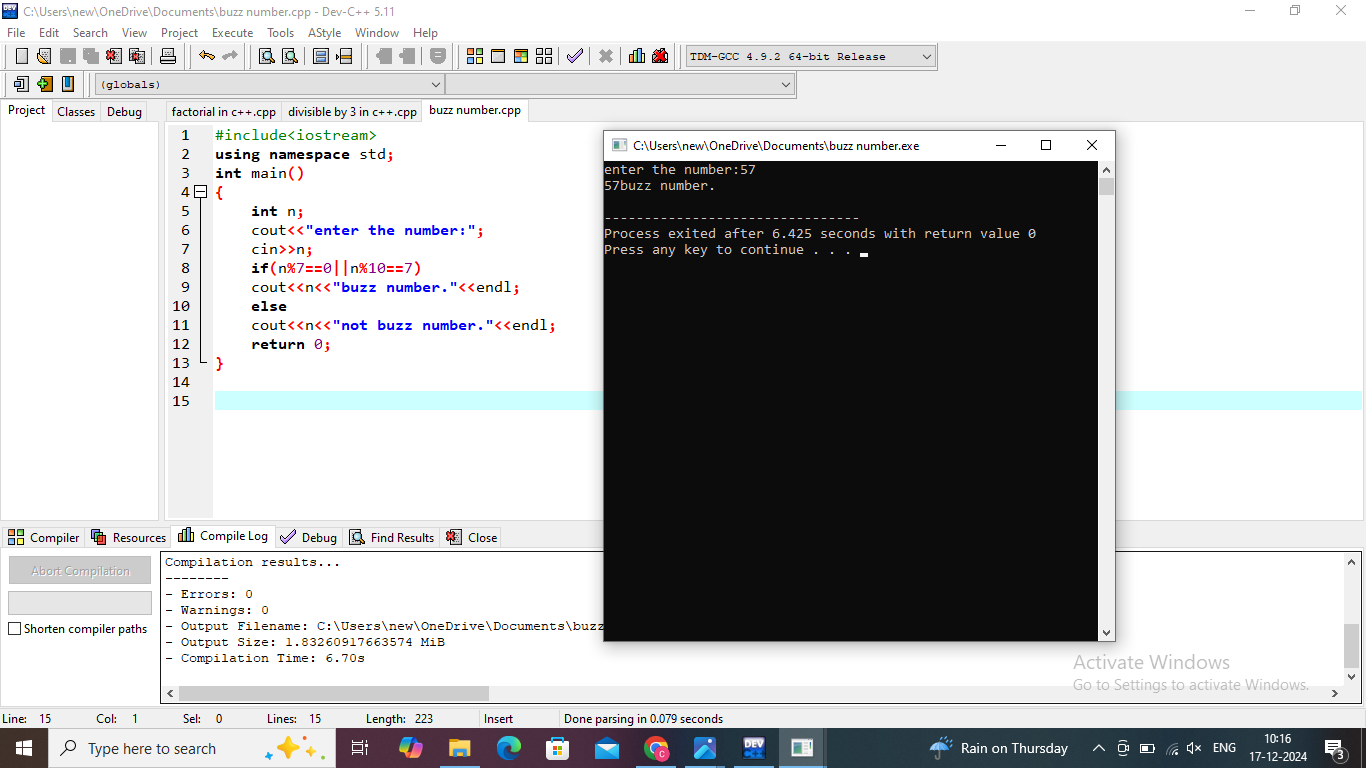 C:\Users\new\OneDrive\Documents\buzz number.cpp - Dev-C++ 5.11
File Edit Search View Project Execute Tools AStyle Window Help
TDM-GCC 4.9.2 64-bit Release
(globals)
Project Classes Debug
factorial in c++.cpp divisible by 3 in c++.cpp buzz number.cpp
1 #include<iostream>
2 using namespace std;
3 int main()
4 {
5 int n;
6 cout<<"enter the number:";
7 cin>>n;
8 if(n%7==0||n%10==7)
9 cout<<n<<"buzz number."<<endl;
10 else
11 cout<<n<<"not buzz number."<<endl;
12 return 0;
13 }
14
15
C:\Users\new\OneDrive\Documents\buzz number.exe
enter the number:57
57buzz number.
--------------------------------
Process exited after 6.425 seconds with return value 0
Press any key to continue . . .
Compiler Resources Compile Log Debug Find Results Close
Abort Compilation
Shorten compiler paths
Compilation results...
--------
- Errors: 0
- Warnings: 0
- Output Filename: C:\Users\new\OneDrive\Documents\buzz
- Output Size: 1.83260917663574 MiB
- Compilation Time: 6.70s
Activate Windows
Go to Settings to activate Windows.
Line: 15 Col: 1 Sel: 0 Lines: 15 Length: 223 Insert Done parsing in 0.079 seconds
Type here to search
DEV
Rain on Thursday
ENG
10:16
17-12-2024
3